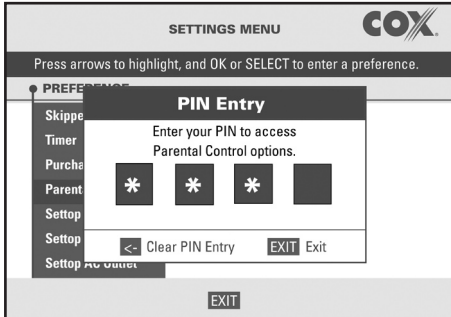 SETTINGS MENU
COX
Press arrows to highlight, and OK or SELECT to enter a preference.
PREFERENCE
PIN Entry
Enter your PIN to access
Parental Control options.
* * *
Skippe
Timer
Purcha
Parent
Settop
Settop
Settop AC Outlet
<- Clear PIN Entry EXIT Exit
EXIT